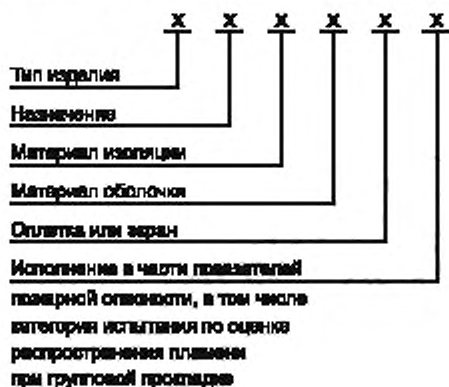 X X X X X X
Тип изделия
Назначение
Материал изоляции
Материал оболочки
Оплетка или экран
Исполнение в части показателей
пожарной опасности, в том числе
категория испытания по оценке
распространения пламени
при групповой прокладке